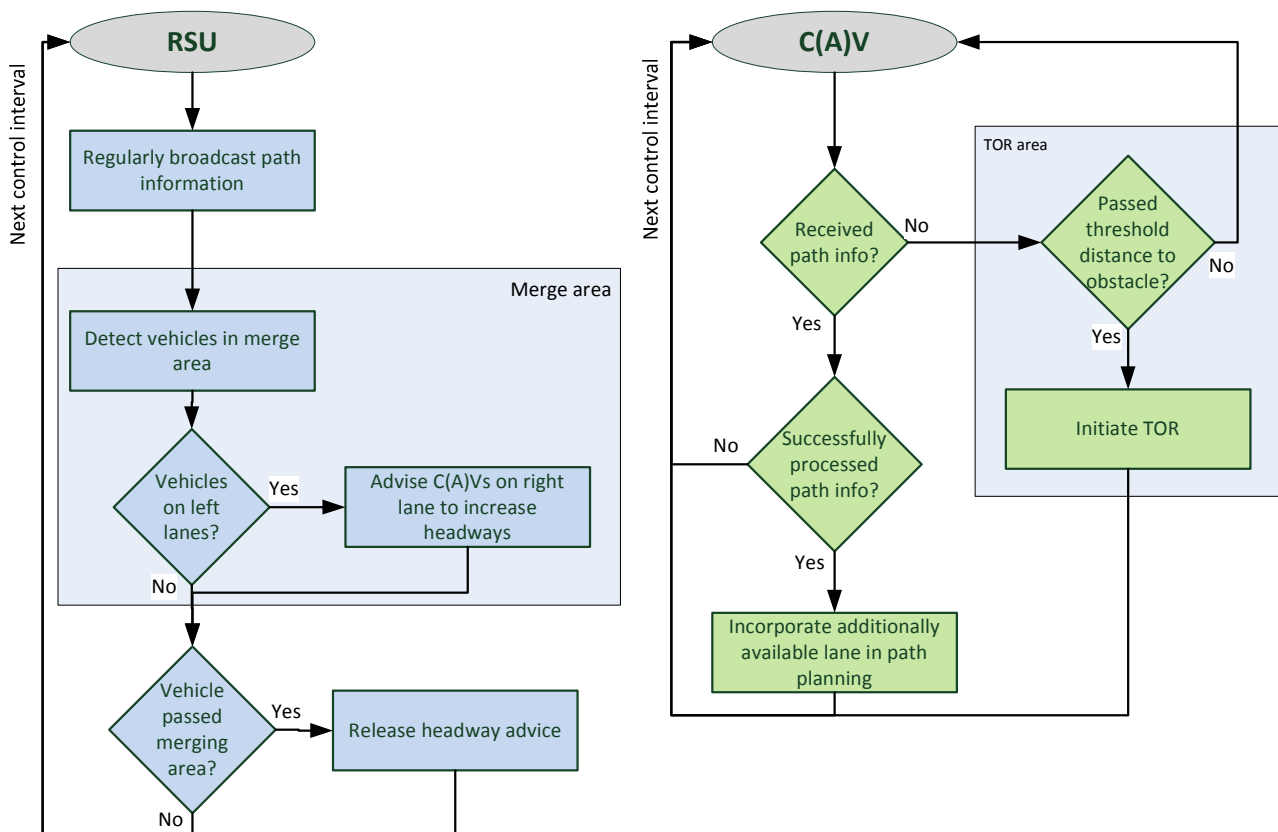 RSU
Next control interval
Regularly broadcast path
information
Merge area
Detect vehicles in merge
area
Vehicles
on left
lanes?
Yes
Advise C(A)Vs on right
lane to increase
headways
No
Vehicle
passed
merging
area?
Yes
Release headway advice
No
C(A)V
Next control interval
TOR area
Received
path info?
No
Passed
threshold
distance to
obstacle?
No
Yes
Yes
Initiate TOR
Successfully
processed
path info?
No
Yes
Incorporate additionally
available lane in path
planning